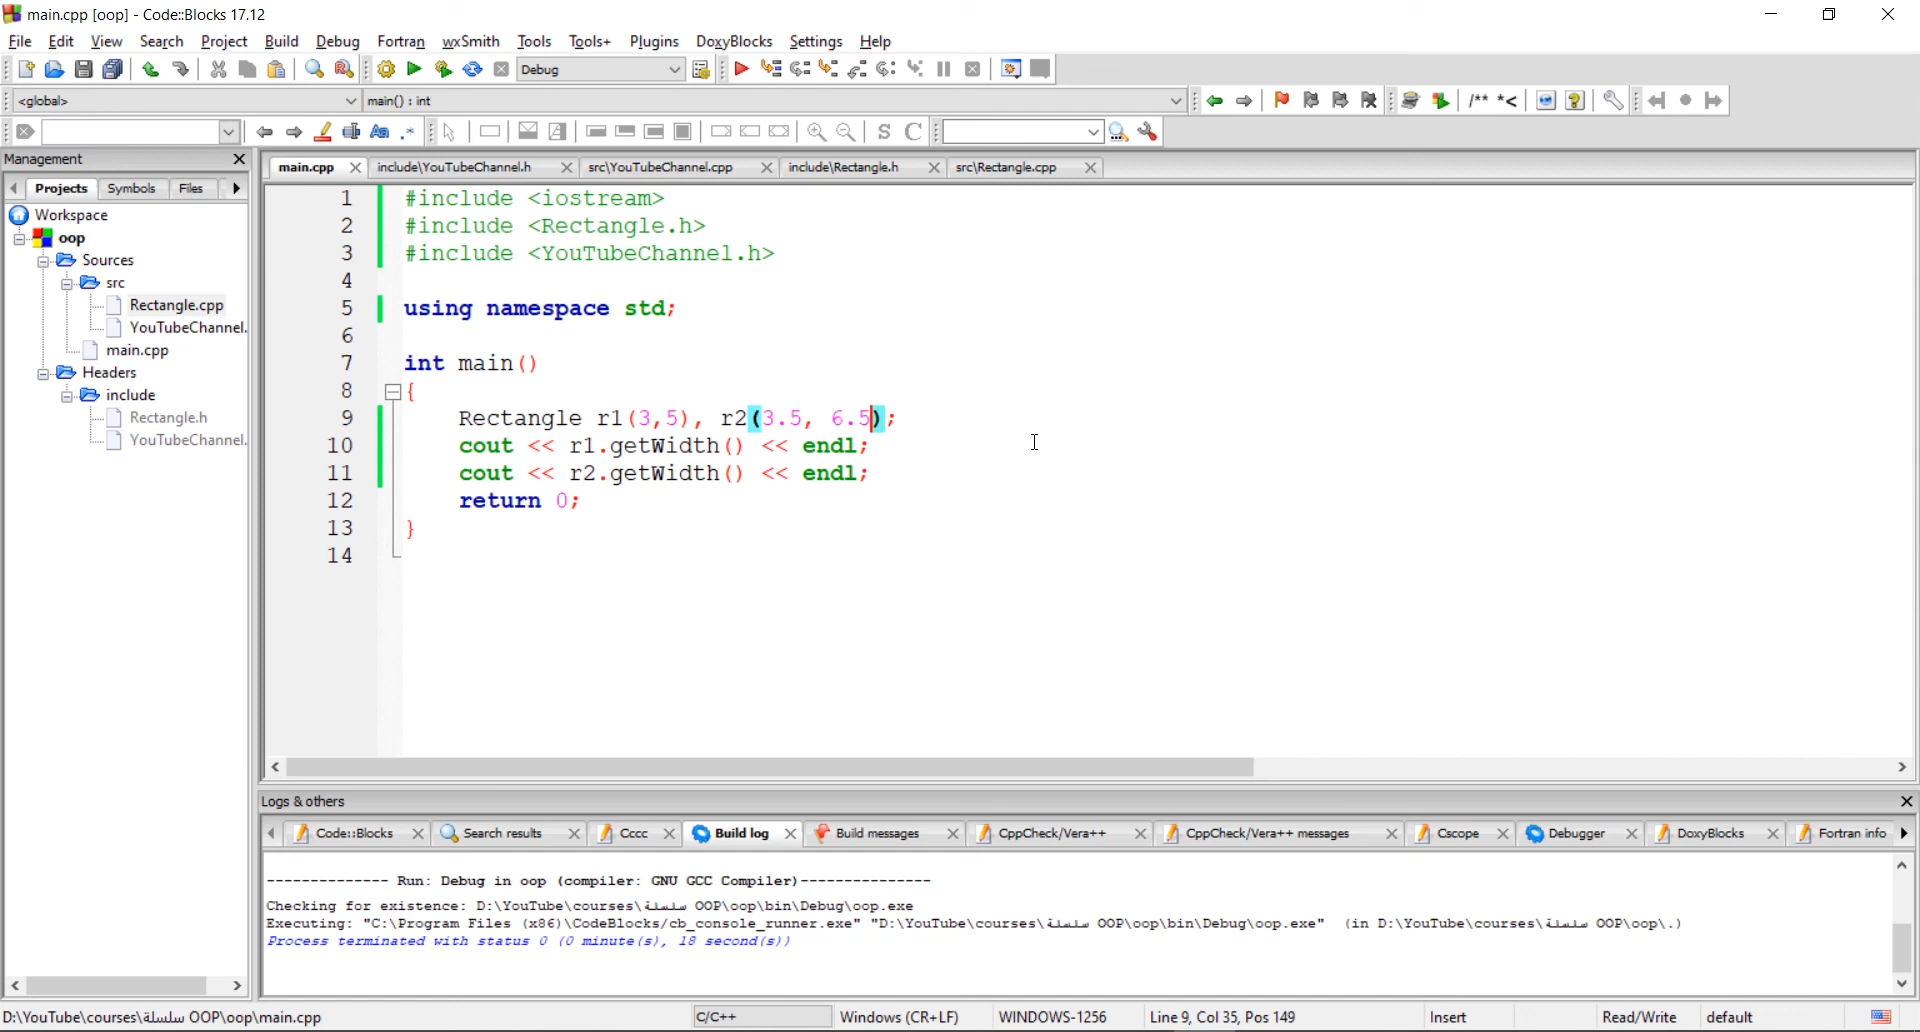 main.cpp [oop] - Code::Blocks 17.12
File Edit View Search Project Build Debug Fortran wxSmith Tools Tools+ Plugins DoxyBlocks Settings Help
Debug
<global> main() : int /** *<
Aa .* S C
Management
Projects Symbols Files
main.cpp include\YouTubeChannel.h src\YouTubeChannel.cpp include\Rectangle.h src\Rectangle.cpp
Workspace
oop
Sources
src
Rectangle.cpp
YouTubeChannel.
main.cpp
Headers
include
Rectangle.h
YouTubeChannel.
1 #include <iostream>
2 #include <Rectangle.h>
3 #include <YouTubeChannel.h>
4
5 using namespace std;
6
7 int main()
8 {
9 Rectangle r1(3,5), r2(3.5, 6.5);
10 cout << r1.getWidth() << endl;
11 cout << r2.getWidth() << endl;
12 return 0;
13 }
14
Logs & others
Code::Blocks Search results Cccc Build log Build messages CppCheck/Vera++ CppCheck/Vera++ messages Cscope Debugger DoxyBlocks Fortran info
-------------- Run: Debug in oop (compiler: GNU GCC Compiler)---------------
Checking for existence: D:\YouTube\courses\سلسلة OOP\oop\bin\Debug\oop.exe
Executing: "C:\Program Files (x86)\CodeBlocks/cb_console_runner.exe" "D:\YouTube\courses\سلسلة OOP\oop\bin\Debug\oop.exe" (in D:\YouTube\courses\سلسلة OOP\oop\.)
Process terminated with status 0 (0 minute(s), 18 second(s))
D:\YouTube\courses\سلسلة OOP\oop\main.cpp C/C++ Windows (CR+LF) WINDOWS-1256 Line 9, Col 35, Pos 149 Insert Read/Write default